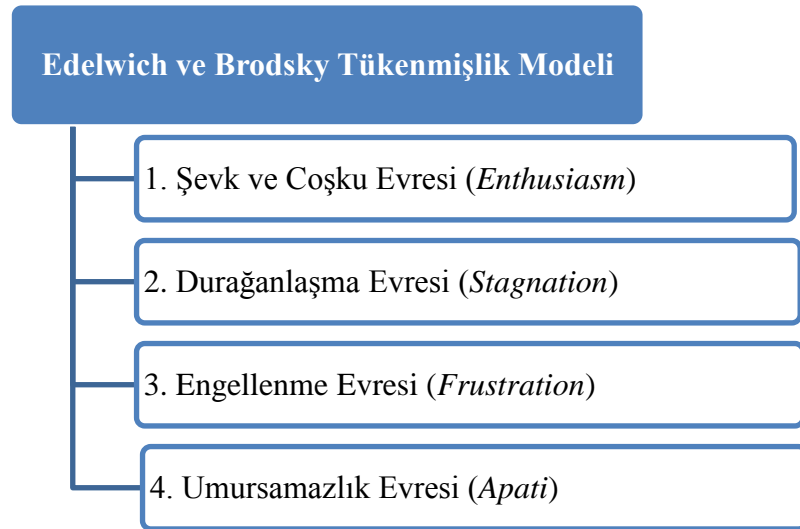 Edelwich ve Brodsky Tükenmişlik Modeli
1. Şevk ve Coşku Evresi (Enthusiasm)
2. Durağanlaşma Evresi (Stagnation)
3. Engellenme Evresi (Frustration)
4. Umursamazlık Evresi (Apati)